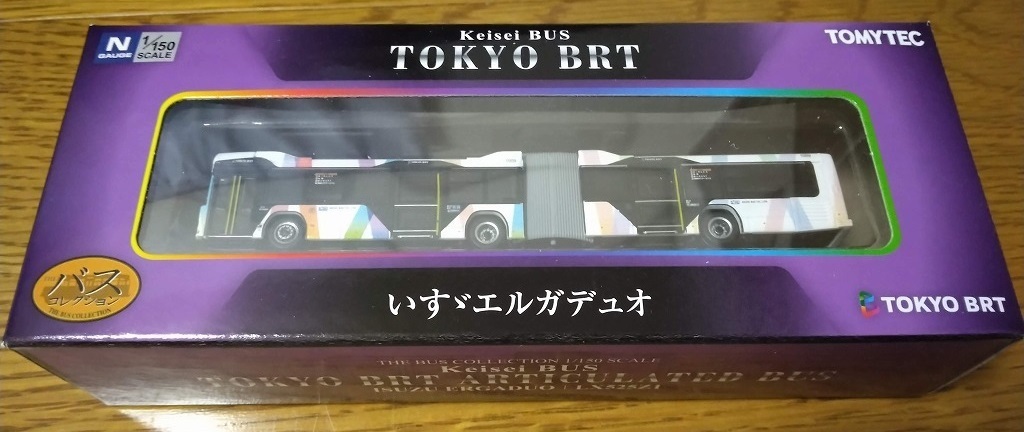 N
GAUGE
1/150
SCALE
Keisei BUS
TOKYO BRT
TOMYTEC
バス
コレクション
THE BUS COLLECTION
いすゞエルガデュオ
TOKYO BRT
THE BUS COLLECTION 1/150 SCALE
Keisei BUS
TOKYO BRT ARTICULATED BUS